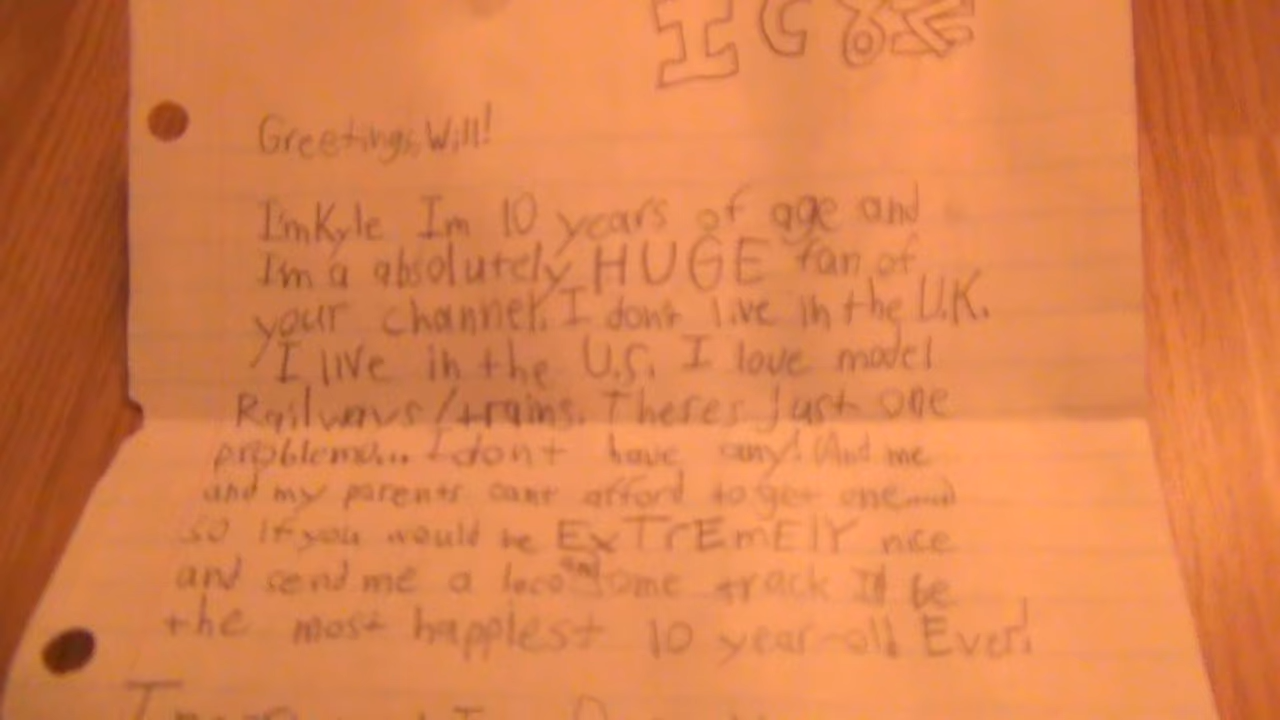 Greetings, Will!
I'm Kyle Im 10 years of age and
Im a absolutely HUGE fan of
your channel. I dont live in the U.K.
I live in the U.S. I love model
Railways/trains. Theres Just one
problem... I dont have any! (And me
and my parents cant afford to get one...)
so if you would be ExTrEmElY nice
and send me a loco and some track I'd be
the most happiest 10 year-old Ever!